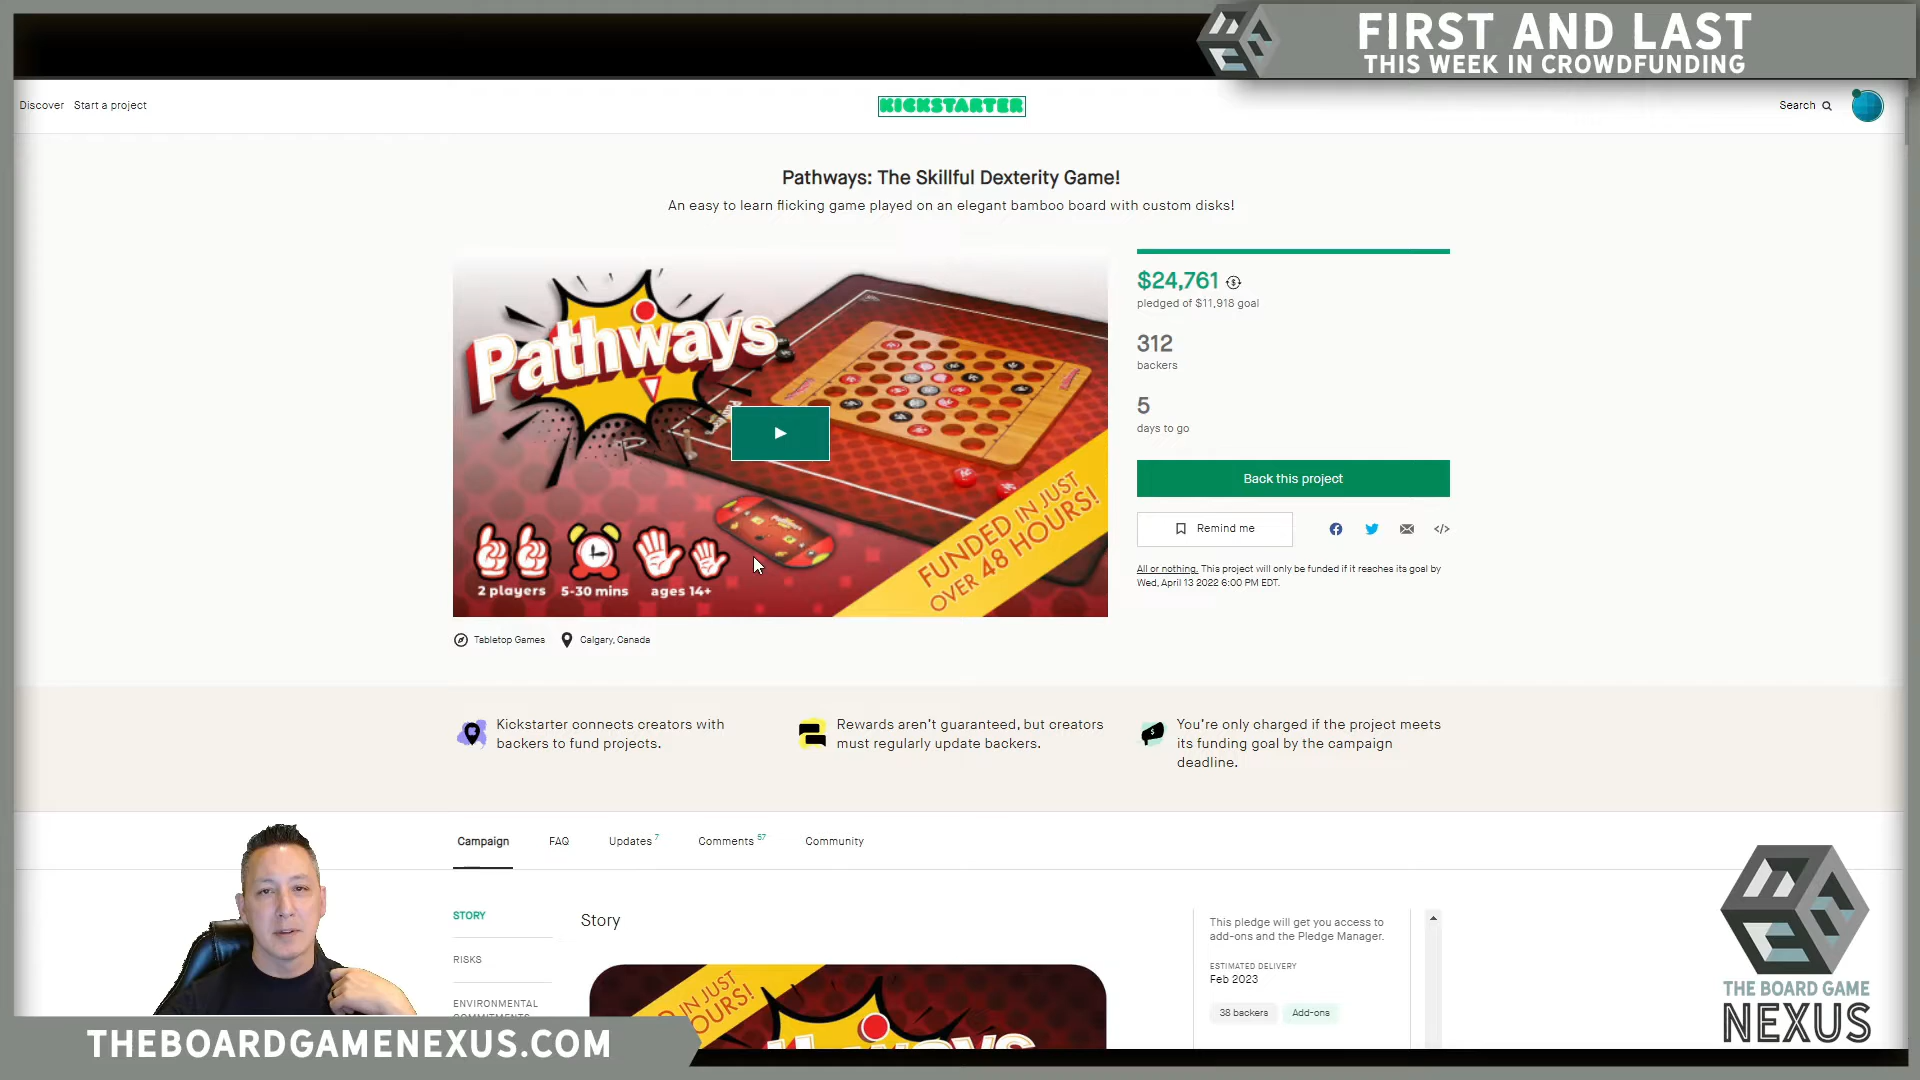 FIRST AND LAST
THIS WEEK IN CROWDFUNDING
Discover Start a project
KICKSTARTER
Search
Pathways: The Skillful Dexterity Game!
An easy to learn flicking game played on an elegant bamboo board with custom disks!
Pathways
FUNDED IN JUST
OVER 48 HOURS!
2 players 5-30 mins ages 14+
$24,761
pledged of $11,918 goal
312
backers
5
days to go
Back this project
Remind me
All or nothing. This project will only be funded if it reaches its goal by
Wed, April 13 2022 6:00 PM EDT.
Tabletop Games Calgary, Canada
Kickstarter connects creators with
backers to fund projects.
Rewards aren't guaranteed, but creators
must regularly update backers.
You're only charged if the project meets
its funding goal by the campaign
deadline.
Campaign FAQ Updates 7 Comments 57 Community
STORY
RISKS
ENVIRONMENTAL
COMMITMENTS
Story
IN JUST
OURS!
This pledge will get you access to
add-ons and the Pledge Manager.
ESTIMATED DELIVERY
Feb 2023
38 backers Add-ons
THE BOARD GAME
NEXUS
THEBOARDGAMENEXUS.COM